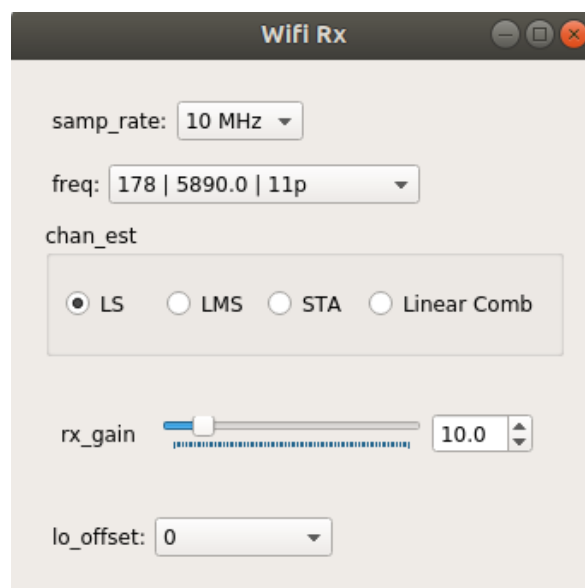 Wifi Rx
samp_rate: 10 MHz
freq: 178 | 5890.0 | 11p
chan_est
LS LMS STA Linear Comb
rx_gain 10.0
lo_offset: 0